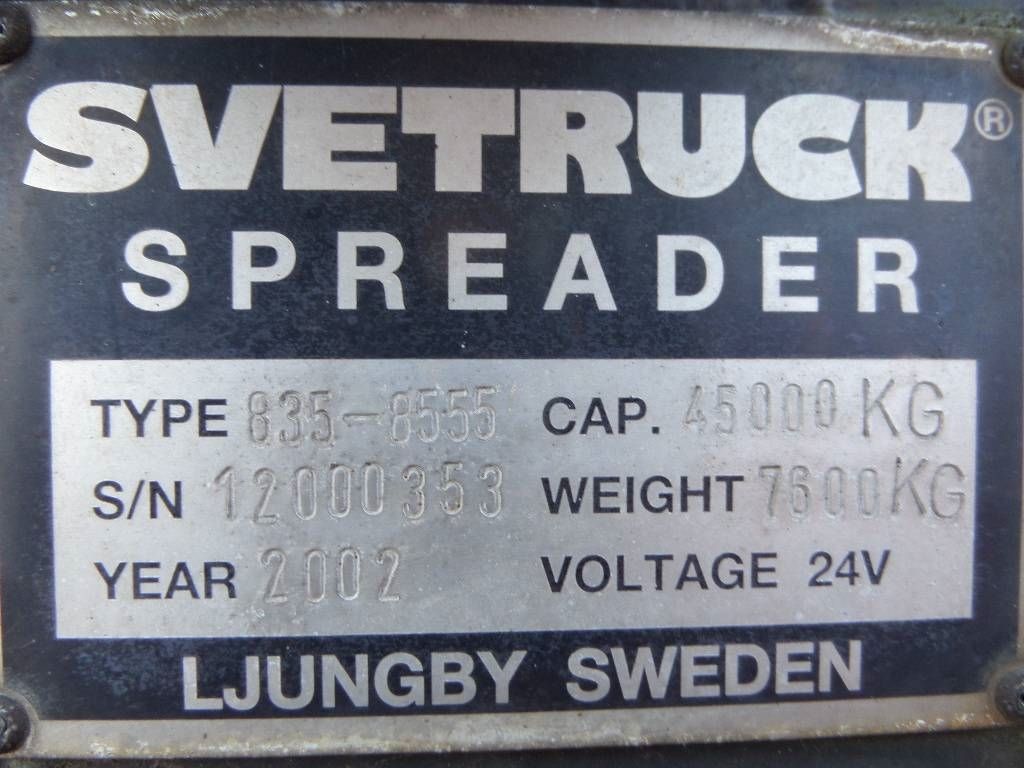 SVETRUCK®
SPREADER
TYPE 835-8555 CAP. 45000 KG
S/N 12000353 WEIGHT 7600KG
YEAR 2002 VOLTAGE 24V
LJUNGBY SWEDEN